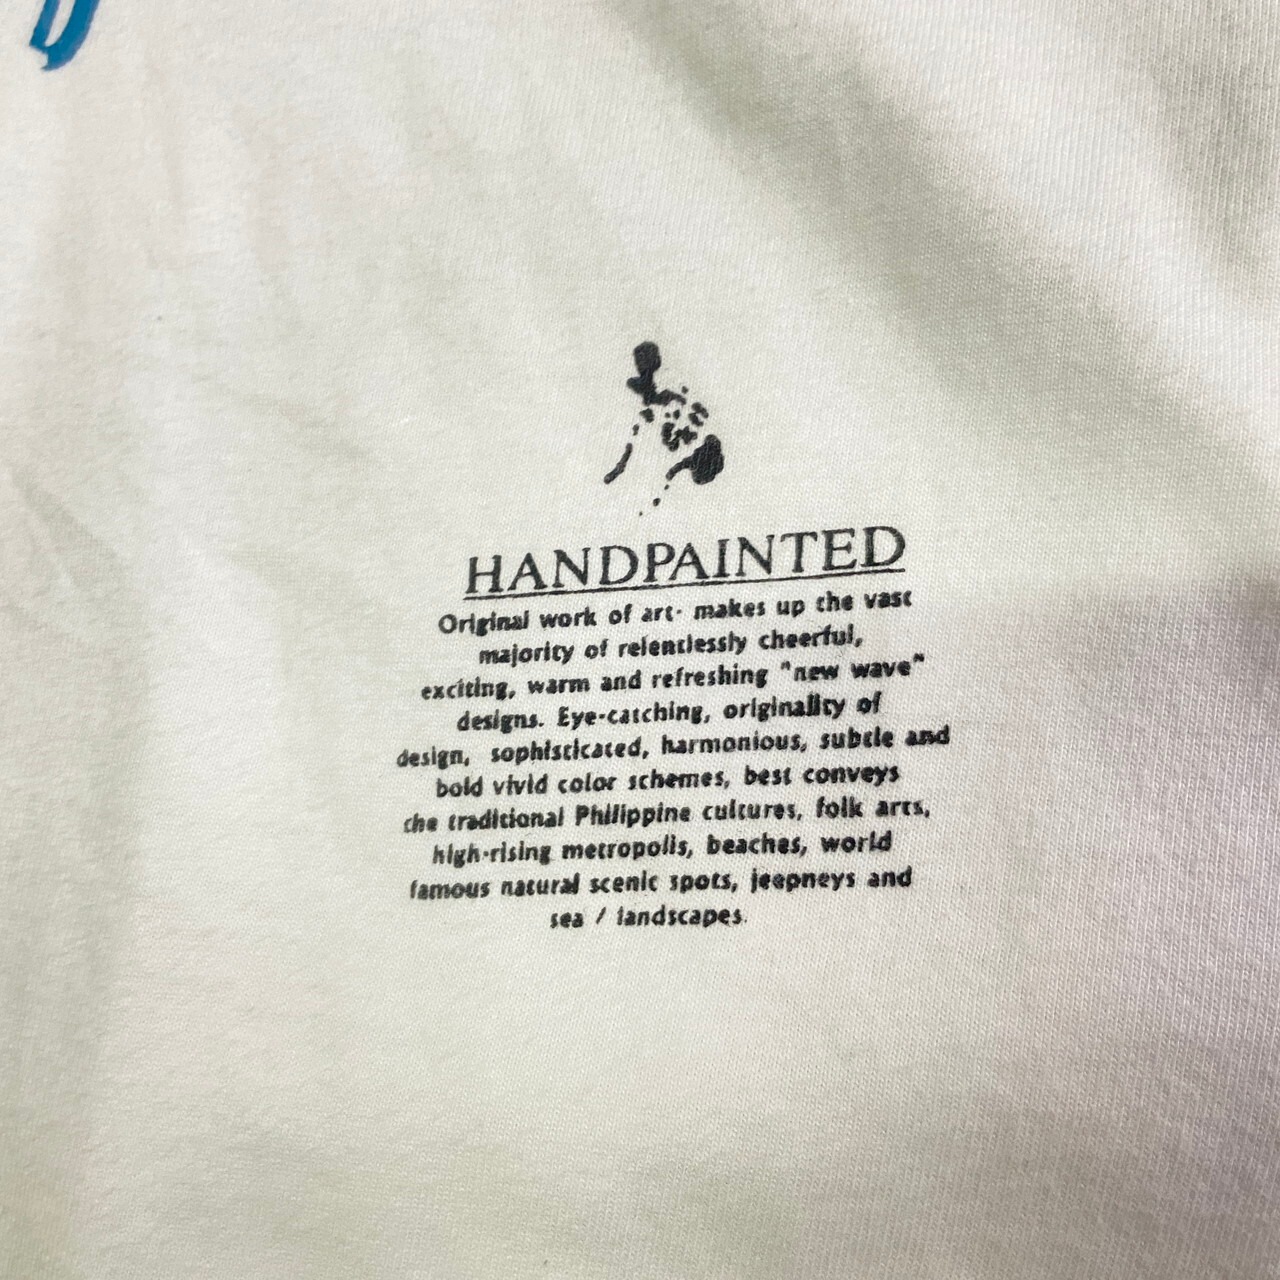 HANDPAINTED
Original work of art· makes up the vast
majority of relentlessly cheerful,
exciting, warm and refreshing "new wave"
designs. Eye-catching, originality of
design, sophisticated, harmonious, subtle and
bold vivid color schemes, best conveys
the traditional Philippine cultures, folk arts,
high-rising metropolis, beaches, world
famous natural scenic spots, jeepneys and
sea / landscapes.